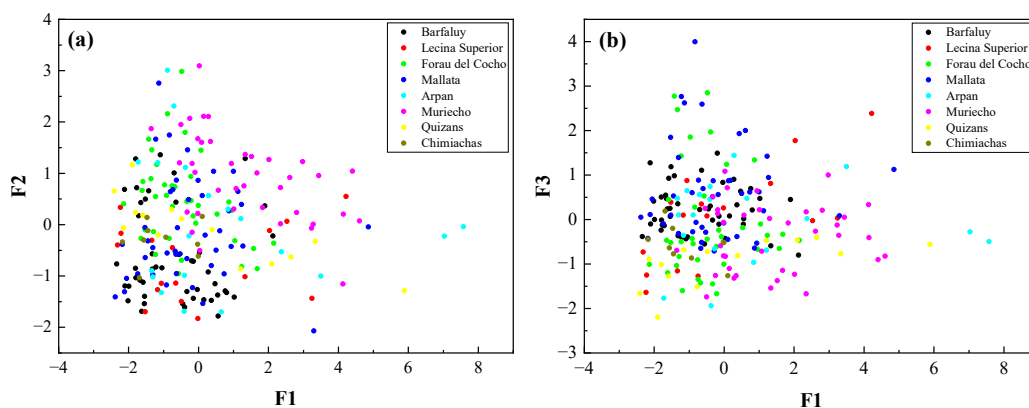 (a)
Barfaluy
Lecina Superior
Forau del Cocho
Mallata
Arpan
Muriecho
Quizans
Chimiachas
4
3
2
1
0
−1
−2
F2
−4
−2
0
2
4
6
8
F1
(b)
Barfaluy
Lecina Superior
Forau del Cocho
Mallata
Arpan
Muriecho
Quizans
Chimiachas
4
3
2
1
0
−1
−2
−3
F3
−4
−2
0
2
4
6
8
F1